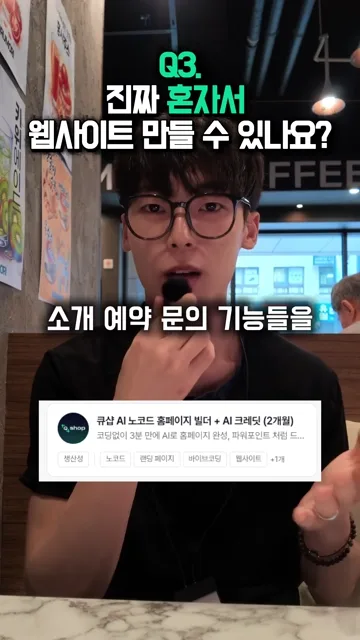 Q3.
진짜 혼자서
웹사이트 만들 수 있나요?
COFFEE
소개 예약 문의 기능들을
Q shop
큐샵 AI 노코드 홈페이지 빌더 + AI 크레딧 (2개월)
코딩없이 3분 만에 AI로 홈페이지 완성, 파워포인트 처럼 드...
생산성
노코드
랜딩 페이지
바이브코딩
웹사이트
+1개